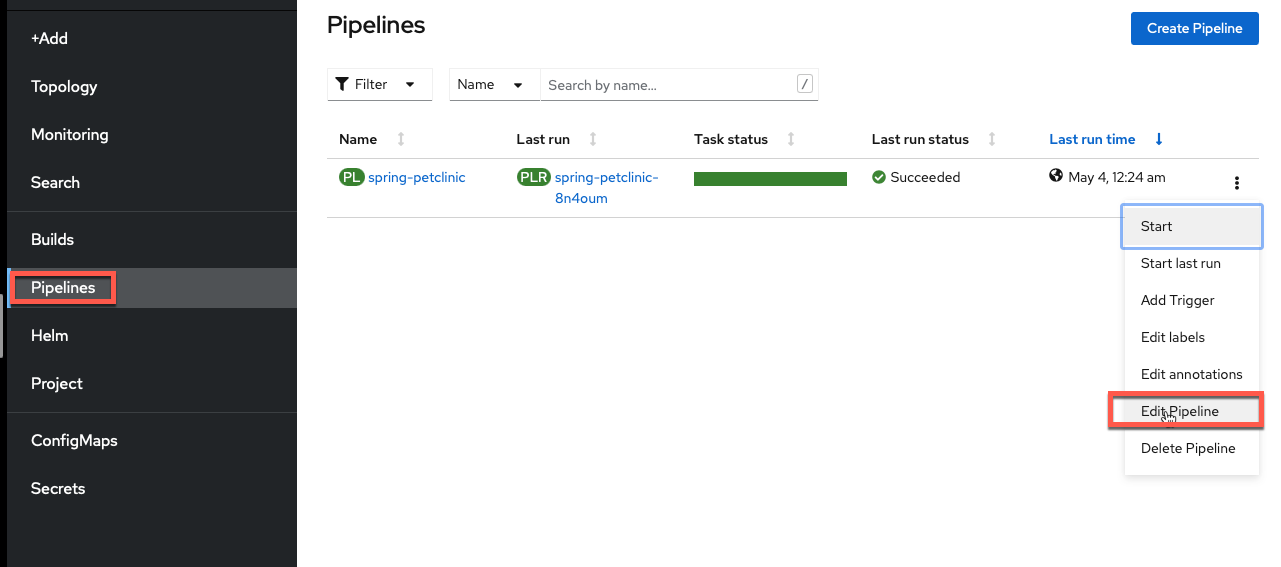 Pipelines
Create Pipeline
+Add
Topology
Monitoring
Search
Builds
Pipelines
Helm
Project
ConfigMaps
Secrets
Filter
Name
Search by name...
/
Name Last run Task status Last run status Last run time
PL spring-petclinic PLR spring-petclinic- Succeeded May 4, 12:24 am
8n4oum
Start
Start last run
Add Trigger
Edit labels
Edit annotations
Edit Pipeline
Delete Pipeline